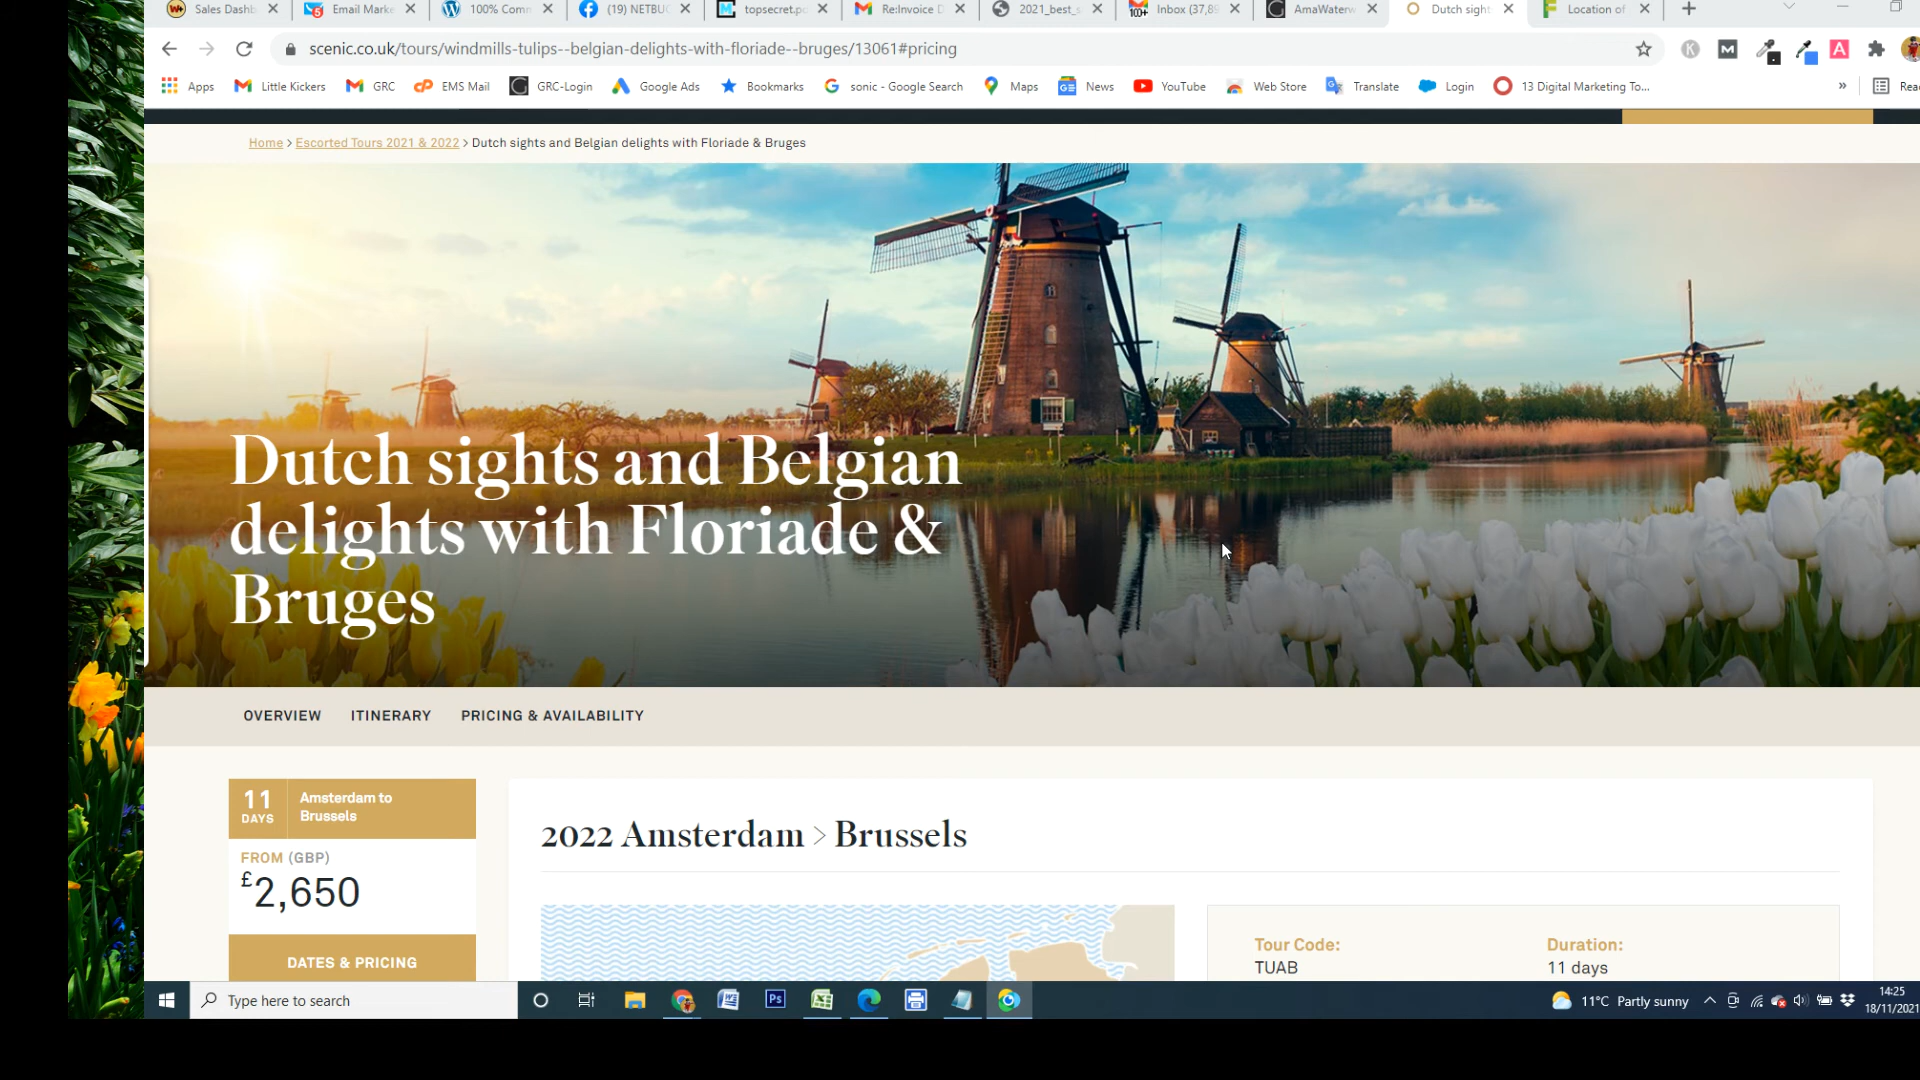 Sales Dashb
Email Marke
100% Com
(19) NETBU
topsecret.po
Re:Invoice D
2021_best_s
Inbox (37,89
AmaWaterw
Dutch sight
Location of
scenic.co.uk/tours/windmills-tulips--belgian-delights-with-floriade--bruges/13061#pricing
Apps
Little Kickers
GRC
EMS Mail
GRC-Login
Google Ads
Bookmarks
sonic - Google Search
Maps
News
YouTube
Web Store
Translate
Login
13 Digital Marketing To...
»
Rea
Home > Escorted Tours 2021 & 2022 > Dutch sights and Belgian delights with Floriade & Bruges
Dutch sights and Belgian
delights with Floriade &
Bruges
OVERVIEW
ITINERARY
PRICING & AVAILABILITY
11
DAYS
Amsterdam to
Brussels
FROM (GBP)
£2,650
DATES & PRICING
2022 Amsterdam > Brussels
Tour Code:
TUAB
Duration:
11 days
Type here to search
11°C Partly sunny
14:25
18/11/2021